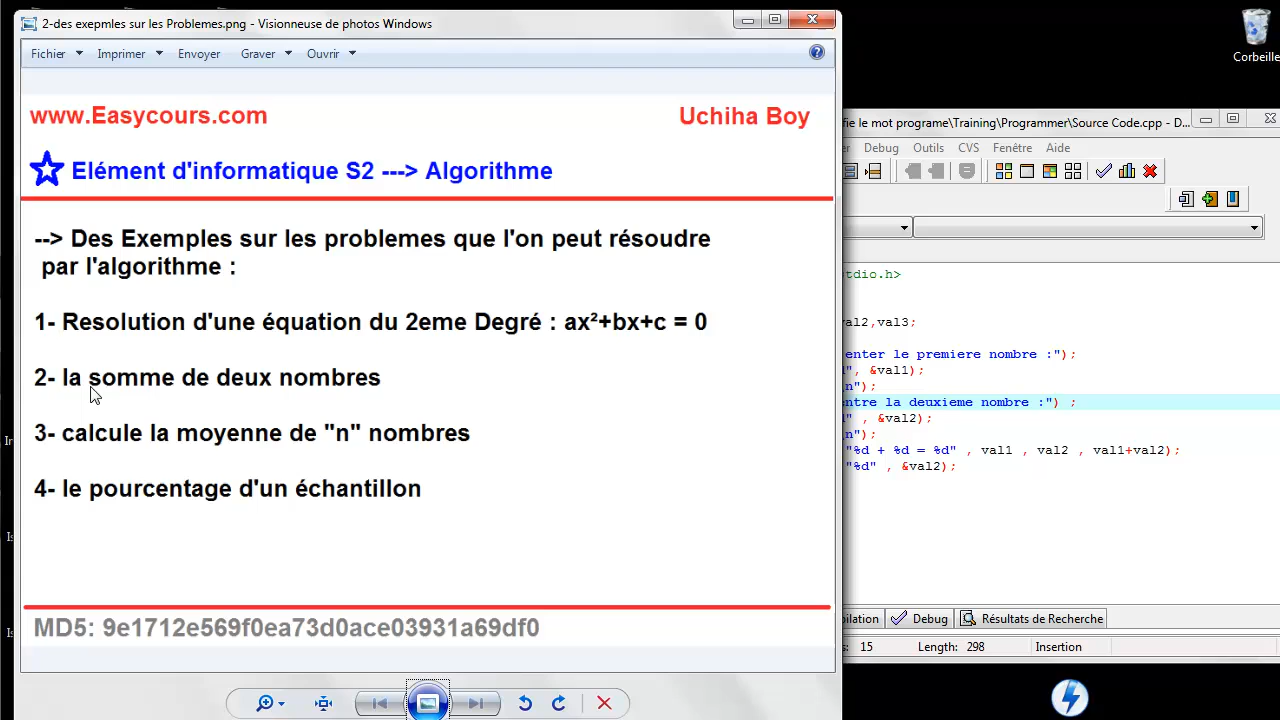 2-des exepmles sur les Problemes.png - Visionneuse de photos Windows
Fichier Imprimer Envoyer Graver Ouvrir
www.Easycours.com Uchiha Boy
Elément d'informatique S2 ---> Algorithme
--> Des Exemples sur les problemes que l'on peut résoudre
par l'algorithme :
1- Resolution d'une équation du 2eme Degré : ax²+bx+c = 0
2- la somme de deux nombres
3- calcule la moyenne de "n" nombres
4- le pourcentage d'un échantillon
MD5: 9e1712e569f0ea73d0ace03931a69df0
Corbeille
fie le mot programe\Training\Programmer\Source Code.cpp - D...
er Debug Outils CVS Fenêtre Aide
tdio.h>
al2,val3;
enter le premiere nombre :");
d", &val1);
\n");
entre la deuxieme nombre :") ;
d" , &val2);
\n");
"%d + %d = %d" , val1 , val2 , val1+val2);
"%d" , &val2);
ilation Debug Résultats de Recherche
s: 15 Length: 298 Insertion